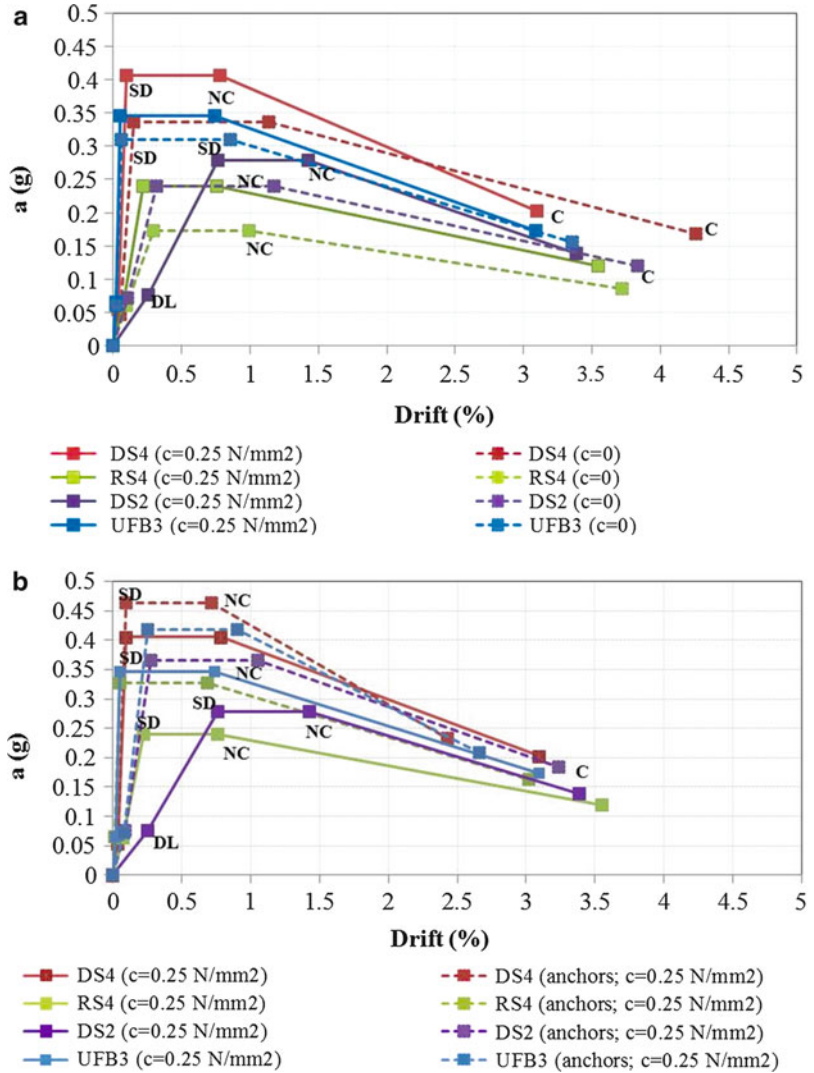 a
0.5
0.45
0.4
0.35
0.3
0.25
0.2
0.15
0.1
0.05
0
a (g)
SD
NC
SD
SD
NC
NC
NC
DL
C
C
C
0 0.5 1 1.5 2 2.5 3 3.5 4 4.5 5
Drift (%)
DS4 (c=0.25 N/mm2)
RS4 (c=0.25 N/mm2)
DS2 (c=0.25 N/mm2)
UFB3 (c=0.25 N/mm2)
DS4 (c=0)
RS4 (c=0)
DS2 (c=0)
UFB3 (c=0)
b
0.5
0.45
0.4
0.35
0.3
0.25
0.2
0.15
0.1
0.05
0
a (g)
SD
NC
SD
NC
SD
SD
NC
NC
DL
C
0 0.5 1 1.5 2 2.5 3 3.5 4 4.5 5
Drift (%)
DS4 (c=0.25 N/mm2)
RS4 (c=0.25 N/mm2)
DS2 (c=0.25 N/mm2)
UFB3 (c=0.25 N/mm2)
DS4 (anchors; c=0.25 N/mm2)
RS4 (anchors; c=0.25 N/mm2)
DS2 (anchors; c=0.25 N/mm2)
UFB3 (anchors; c=0.25 N/mm2)